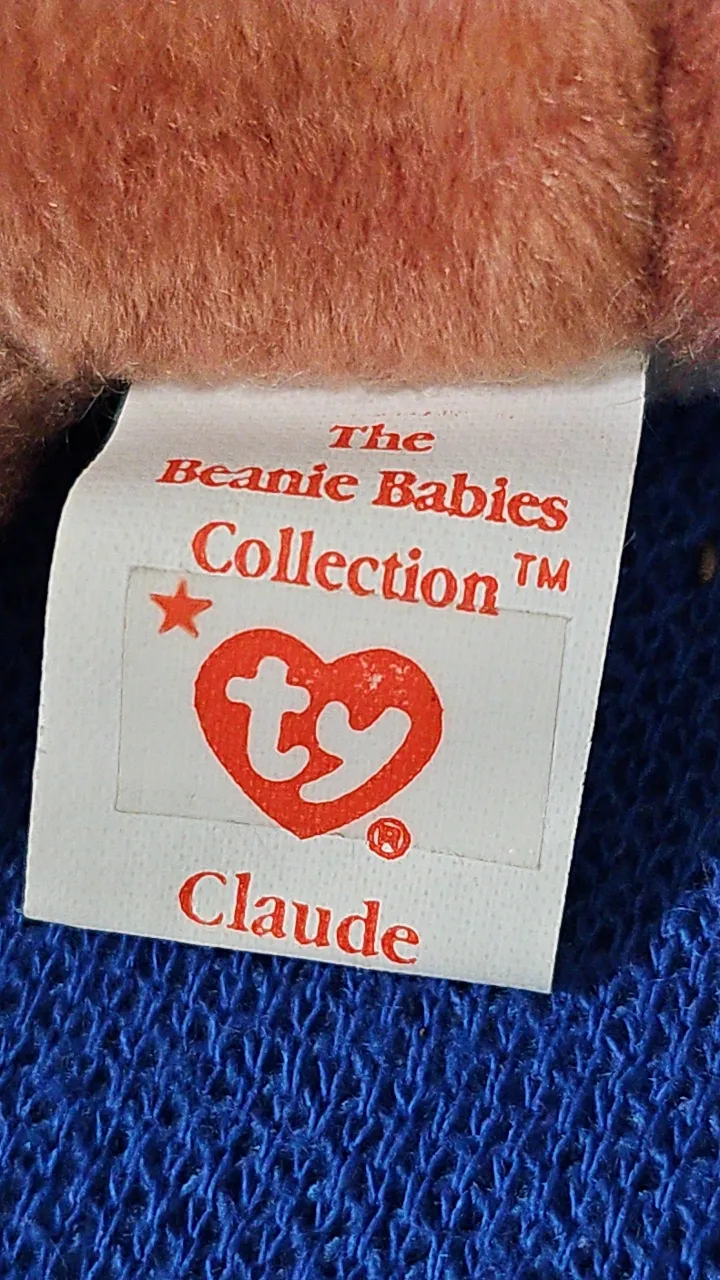 The
Beanie Babies
Collection™
ty
®
Claude